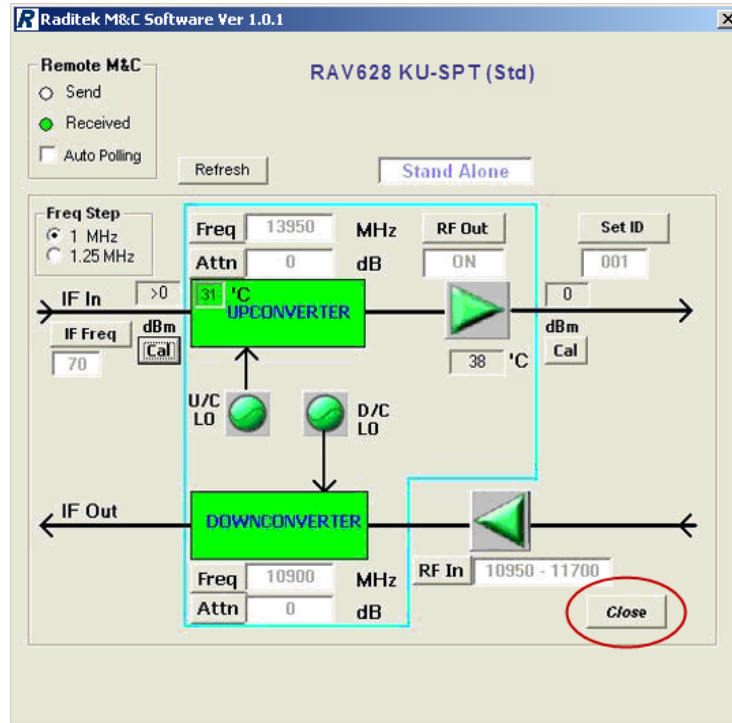 R Raditek M&C Software Ver 1.0.1
RAV628 KU-SPT (Std)
Remote M&C
Send
Received
Auto Polling
Refresh
Stand Alone
Freq Step
1 MHz
1.25 MHz
Freq 13950 MHz
Attn 0 dB
RF Out
ON
Set ID
001
IF In
>0
dBm
Cal
IF Freq
70
31 'C
UPCONVERTER
38 'C
0
dBm
Cal
U/C
LO
D/C
LO
IF Out
DOWNCONVERTER
Freq 10900 MHz
Attn 0 dB
RF In 10950 - 11700
Close